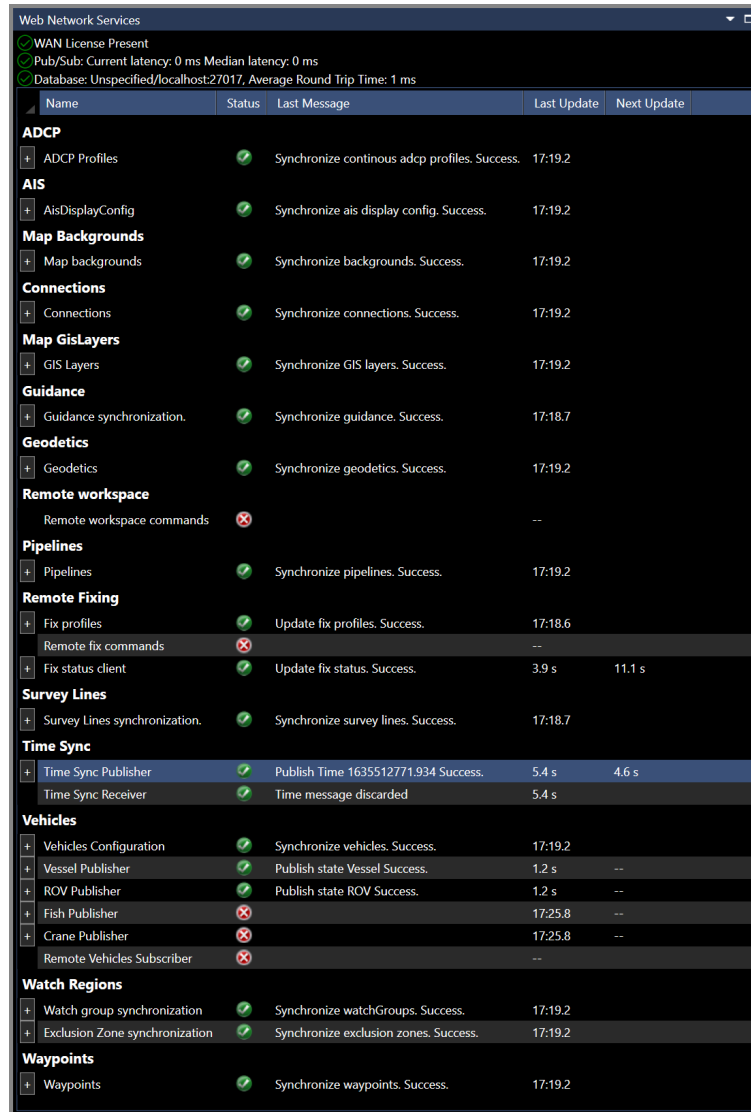 Web Network Services
WAN License Present
Pub/Sub: Current latency: 0 ms Median latency: 0 ms
Database: Unspecified/localhost:27017, Average Round Trip Time: 1 ms
Name Status Last Message Last Update Next Update
ADCP
+ ADCP Profiles Synchronize continous adcp profiles. Success. 17:19.2
AIS
+ AisDisplayConfig Synchronize ais display config. Success. 17:19.2
Map Backgrounds
+ Map backgrounds Synchronize backgrounds. Success. 17:19.2
Connections
+ Connections Synchronize connections. Success. 17:19.2
Map GisLayers
+ GIS Layers Synchronize GIS layers. Success. 17:19.2
Guidance
+ Guidance synchronization. Synchronize guidance. Success. 17:18.7
Geodetics
+ Geodetics Synchronize geodetics. Success. 17:19.2
Remote workspace
Remote workspace commands --
Pipelines
+ Pipelines Synchronize pipelines. Success. 17:19.2
Remote Fixing
+ Fix profiles Update fix profiles. Success. 17:18.6
Remote fix commands --
+ Fix status client Update fix status. Success. 3.9 s 11.1 s
Survey Lines
+ Survey Lines synchronization. Synchronize survey lines. Success. 17:18.7
Time Sync
+ Time Sync Publisher Publish Time 1635512771.934 Success. 5.4 s 4.6 s
Time Sync Receiver Time message discarded 5.4 s
Vehicles
+ Vehicles Configuration Synchronize vehicles. Success. 17:19.2
+ Vessel Publisher Publish state Vessel Success. 1.2 s --
+ ROV Publisher Publish state ROV Success. 1.2 s --
+ Fish Publisher 17:25.8 --
+ Crane Publisher 17:25.8 --
Remote Vehicles Subscriber --
Watch Regions
+ Watch group synchronization Synchronize watchGroups. Success. 17:19.2
+ Exclusion Zone synchronization Synchronize exclusion zones. Success. 17:19.2
Waypoints
+ Waypoints Synchronize waypoints. Success. 17:19.2